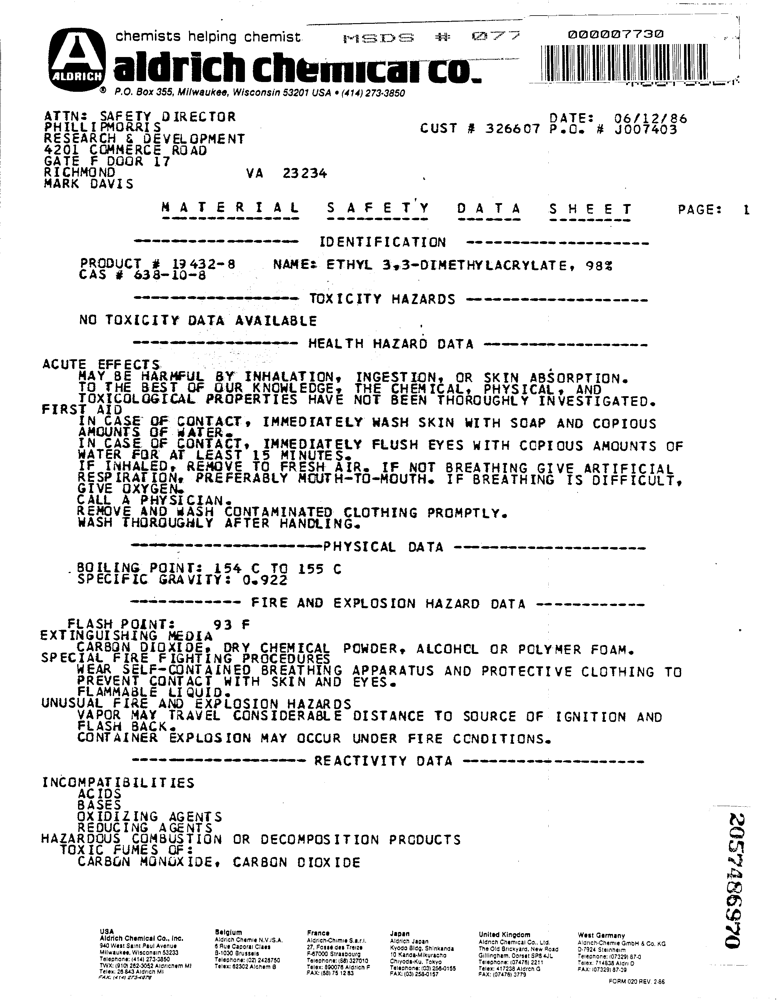 chemists helping chemist
MSDS # 077
000007730
ALDRICH
aldrich chemical co.
® P.O. Box 355, Milwaukee, Wisconsin 53201 USA • (414) 273-3850
ATTN: SAFETY DIRECTOR
DATE: 06/12/86
PHILLIPMORRIS
CUST # 326607 P.O. # J007403
RESEARCH & DEVELOPMENT
4201 COMMERCE ROAD
GATE F DOOR 17
RICHMOND VA 23234
MARK DAVIS
MATERIAL SAFETY DATA SHEET PAGE: 1
IDENTIFICATION
PRODUCT # 19432-8 NAME: ETHYL 3,3-DIMETHYLACRYLATE, 98%
CAS # 638-10-8
TOXICITY HAZARDS
NO TOXICITY DATA AVAILABLE
HEALTH HAZARD DATA
ACUTE EFFECTS
MAY BE HARMFUL BY INHALATION, INGESTION, OR SKIN ABSORPTION.
TO THE BEST OF OUR KNOWLEDGE, THE CHEMICAL, PHYSICAL, AND
TOXICOLOGICAL PROPERTIES HAVE NOT BEEN THOROUGHLY INVESTIGATED.
FIRST AID
IN CASE OF CONTACT, IMMEDIATELY WASH SKIN WITH SOAP AND COPIOUS
AMOUNTS OF WATER.
IN CASE OF CONTACT, IMMEDIATELY FLUSH EYES WITH COPIOUS AMOUNTS OF
WATER FOR AT LEAST 15 MINUTES.
IF INHALED, REMOVE TO FRESH AIR. IF NOT BREATHING GIVE ARTIFICIAL
RESPIRATION, PREFERABLY MOUTH-TO-MOUTH. IF BREATHING IS DIFFICULT,
GIVE OXYGEN.
CALL A PHYSICIAN.
REMOVE AND WASH CONTAMINATED CLOTHING PROMPTLY.
WASH THOROUGHLY AFTER HANDLING.
PHYSICAL DATA
BOILING POINT: 154 C TO 155 C
SPECIFIC GRAVITY: 0.922
FIRE AND EXPLOSION HAZARD DATA
FLASH POINT: 93 F
EXTINGUISHING MEDIA
CARBON DIOXIDE, DRY CHEMICAL POWDER, ALCOHOL OR POLYMER FOAM.
SPECIAL FIRE FIGHTING PROCEDURES
WEAR SELF-CONTAINED BREATHING APPARATUS AND PROTECTIVE CLOTHING TO
PREVENT CONTACT WITH SKIN AND EYES.
FLAMMABLE LIQUID.
UNUSUAL FIRE AND EXPLOSION HAZARDS
VAPOR MAY TRAVEL CONSIDERABLE DISTANCE TO SOURCE OF IGNITION AND
FLASH BACK.
CONTAINER EXPLOSION MAY OCCUR UNDER FIRE CONDITIONS.
REACTIVITY DATA
INCOMPATIBILITIES
ACIDS
BASES
OXIDIZING AGENTS
REDUCING AGENTS
HAZARDOUS COMBUSTION OR DECOMPOSITION PRODUCTS
TOXIC FUMES OF:
CARBON MONOXIDE, CARBON DIOXIDE
2057486970
USA
Aldrich Chemical Co., Inc.
940 West Saint Paul Avenue
Milwaukee, Wisconsin 53233
Telephone: (414) 273-3850
TWX: (910) 262-3052 Aldrichem MI
Telex: 26 843 Aldrich MI
FAX: (414) 273-4979
Belgium
Aldrich Chemie N.V./S.A.
6 Rue Caporal Claes
B-1030 Brussels
Telephone: (02) 2428750
Telex: 62302 Alchem B
France
Aldrich-Chimie S.a.r.l.
27, Fosse des Treize
F-67000 Strasbourg
Telephone: (88) 327010
Telex: 890076 Aldrich F
FAX: (88) 75 12 83
Japan
Aldrich Japan
Kyodo Bldg. Shinkanda
10 Kanda-Mikuracho
Chiyoda-Ku, Tokyo
Telephone: (03) 258-0155
FAX: (03) 258-0157
United Kingdom
Aldrich Chemical Co., Ltd.
The Old Brickyard, New Road
Gillingham, Dorset SP8 4JL
Telephone: (07476) 2211
Telex: 417238 Aldrich G
FAX: (07476) 3779
West Germany
Aldrich-Chemie GmbH & Co. KG
D-7924 Steinheim
Telephone: (07329) 87-0
Telex: 714838 Aldri D
FAX: (07329) 87-39
FORM 020 REV. 2-86